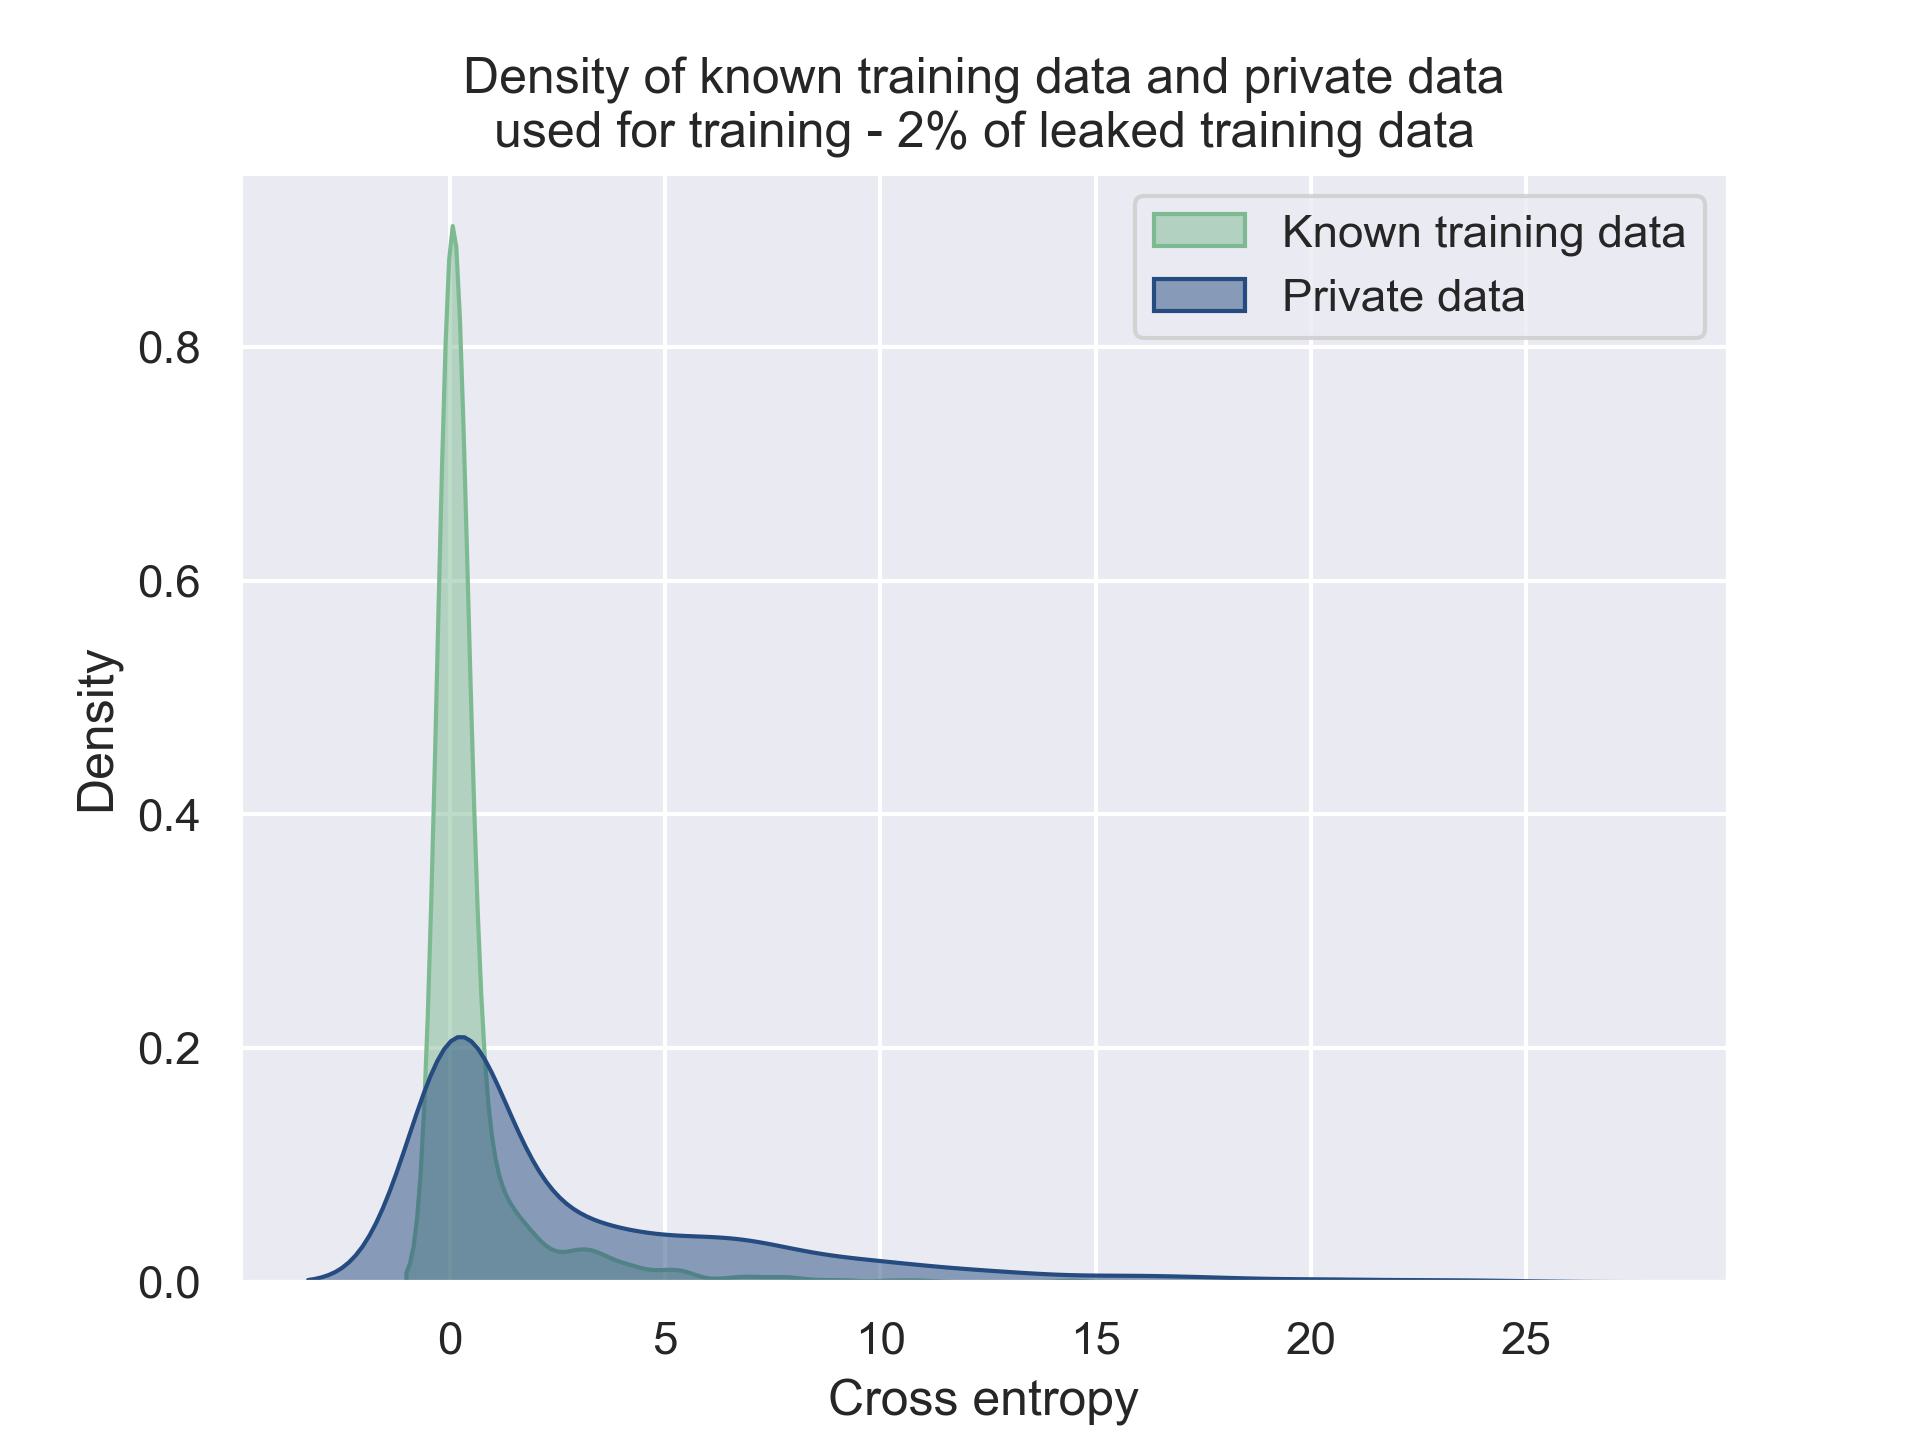 Density of known training data and private data
used for training - 2% of leaked training data
Known training data
Private data
0.8
0.6
0.4
0.2
0.0
Density
0 5 10 15 20 25
Cross entropy